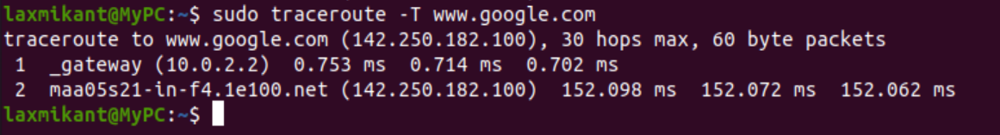 laxmikant@MyPC:~$ sudo traceroute -T www.google.com
traceroute to www.google.com (142.250.182.100), 30 hops max, 60 byte packets
 1  _gateway (10.0.2.2)  0.753 ms  0.714 ms  0.702 ms
 2  maa05s21-in-f4.1e100.net (142.250.182.100)  152.098 ms  152.072 ms  152.062 ms
laxmikant@MyPC:~$